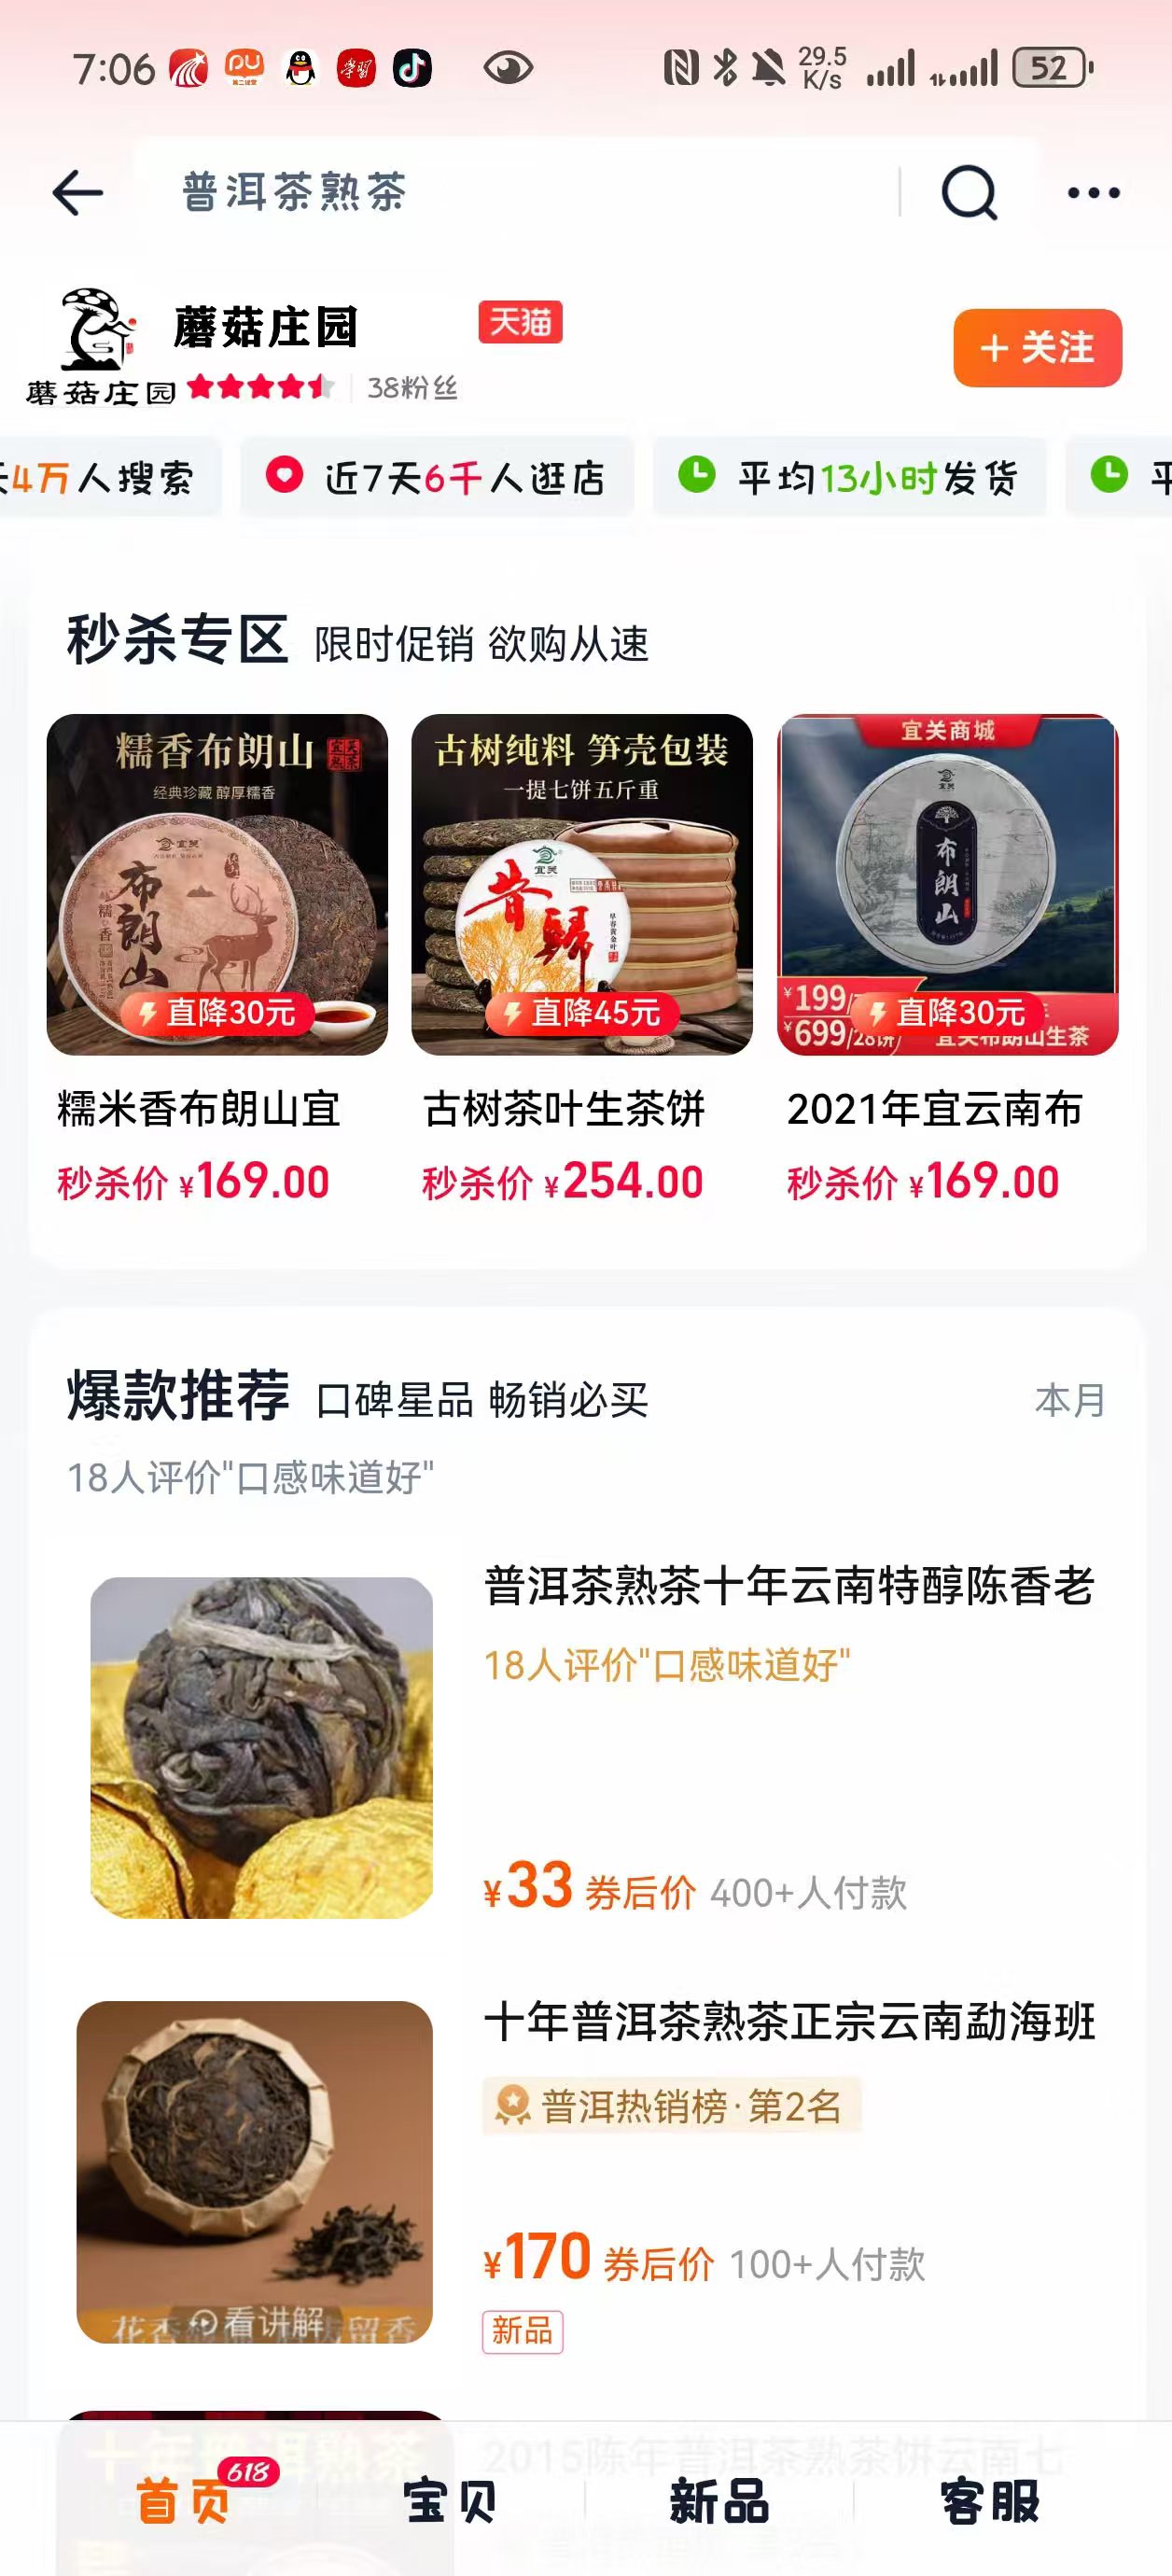 7:06
29.5
K/s
52
普洱茶熟茶
蘑菇庄园
天猫
蘑菇庄园
38粉丝
+ 关注
4万人搜索
近7天6千人逛店
平均13小时发货
秒杀专区 限时促销 欲购从速
糯香布朗山
经典珍藏 醇厚糯香
布朗山
糯香
宜关
直降30元
古树纯料 笋壳包装
一提七饼五斤重
宜关
昔歸
直降45元
宜关商城
宜关
布朗山
¥199
¥699/28饼
直降30元
宜关布朗山生茶
糯米香布朗山宜
古树茶叶生茶饼
2021年宜云南布
秒杀价 ¥169.00
秒杀价 ¥254.00
秒杀价 ¥169.00
爆款推荐 口碑星品 畅销必买
本月
18人评价"口感味道好"
普洱茶熟茶十年云南特醇陈香老
18人评价"口感味道好"
¥33 券后价 400+人付款
十年普洱茶熟茶正宗云南勐海班
普洱热销榜·第2名
¥170 券后价 100+人付款
看讲解
新品
2015陈年普洱茶熟茶饼云南七
首页
618
宝贝
新品
客服